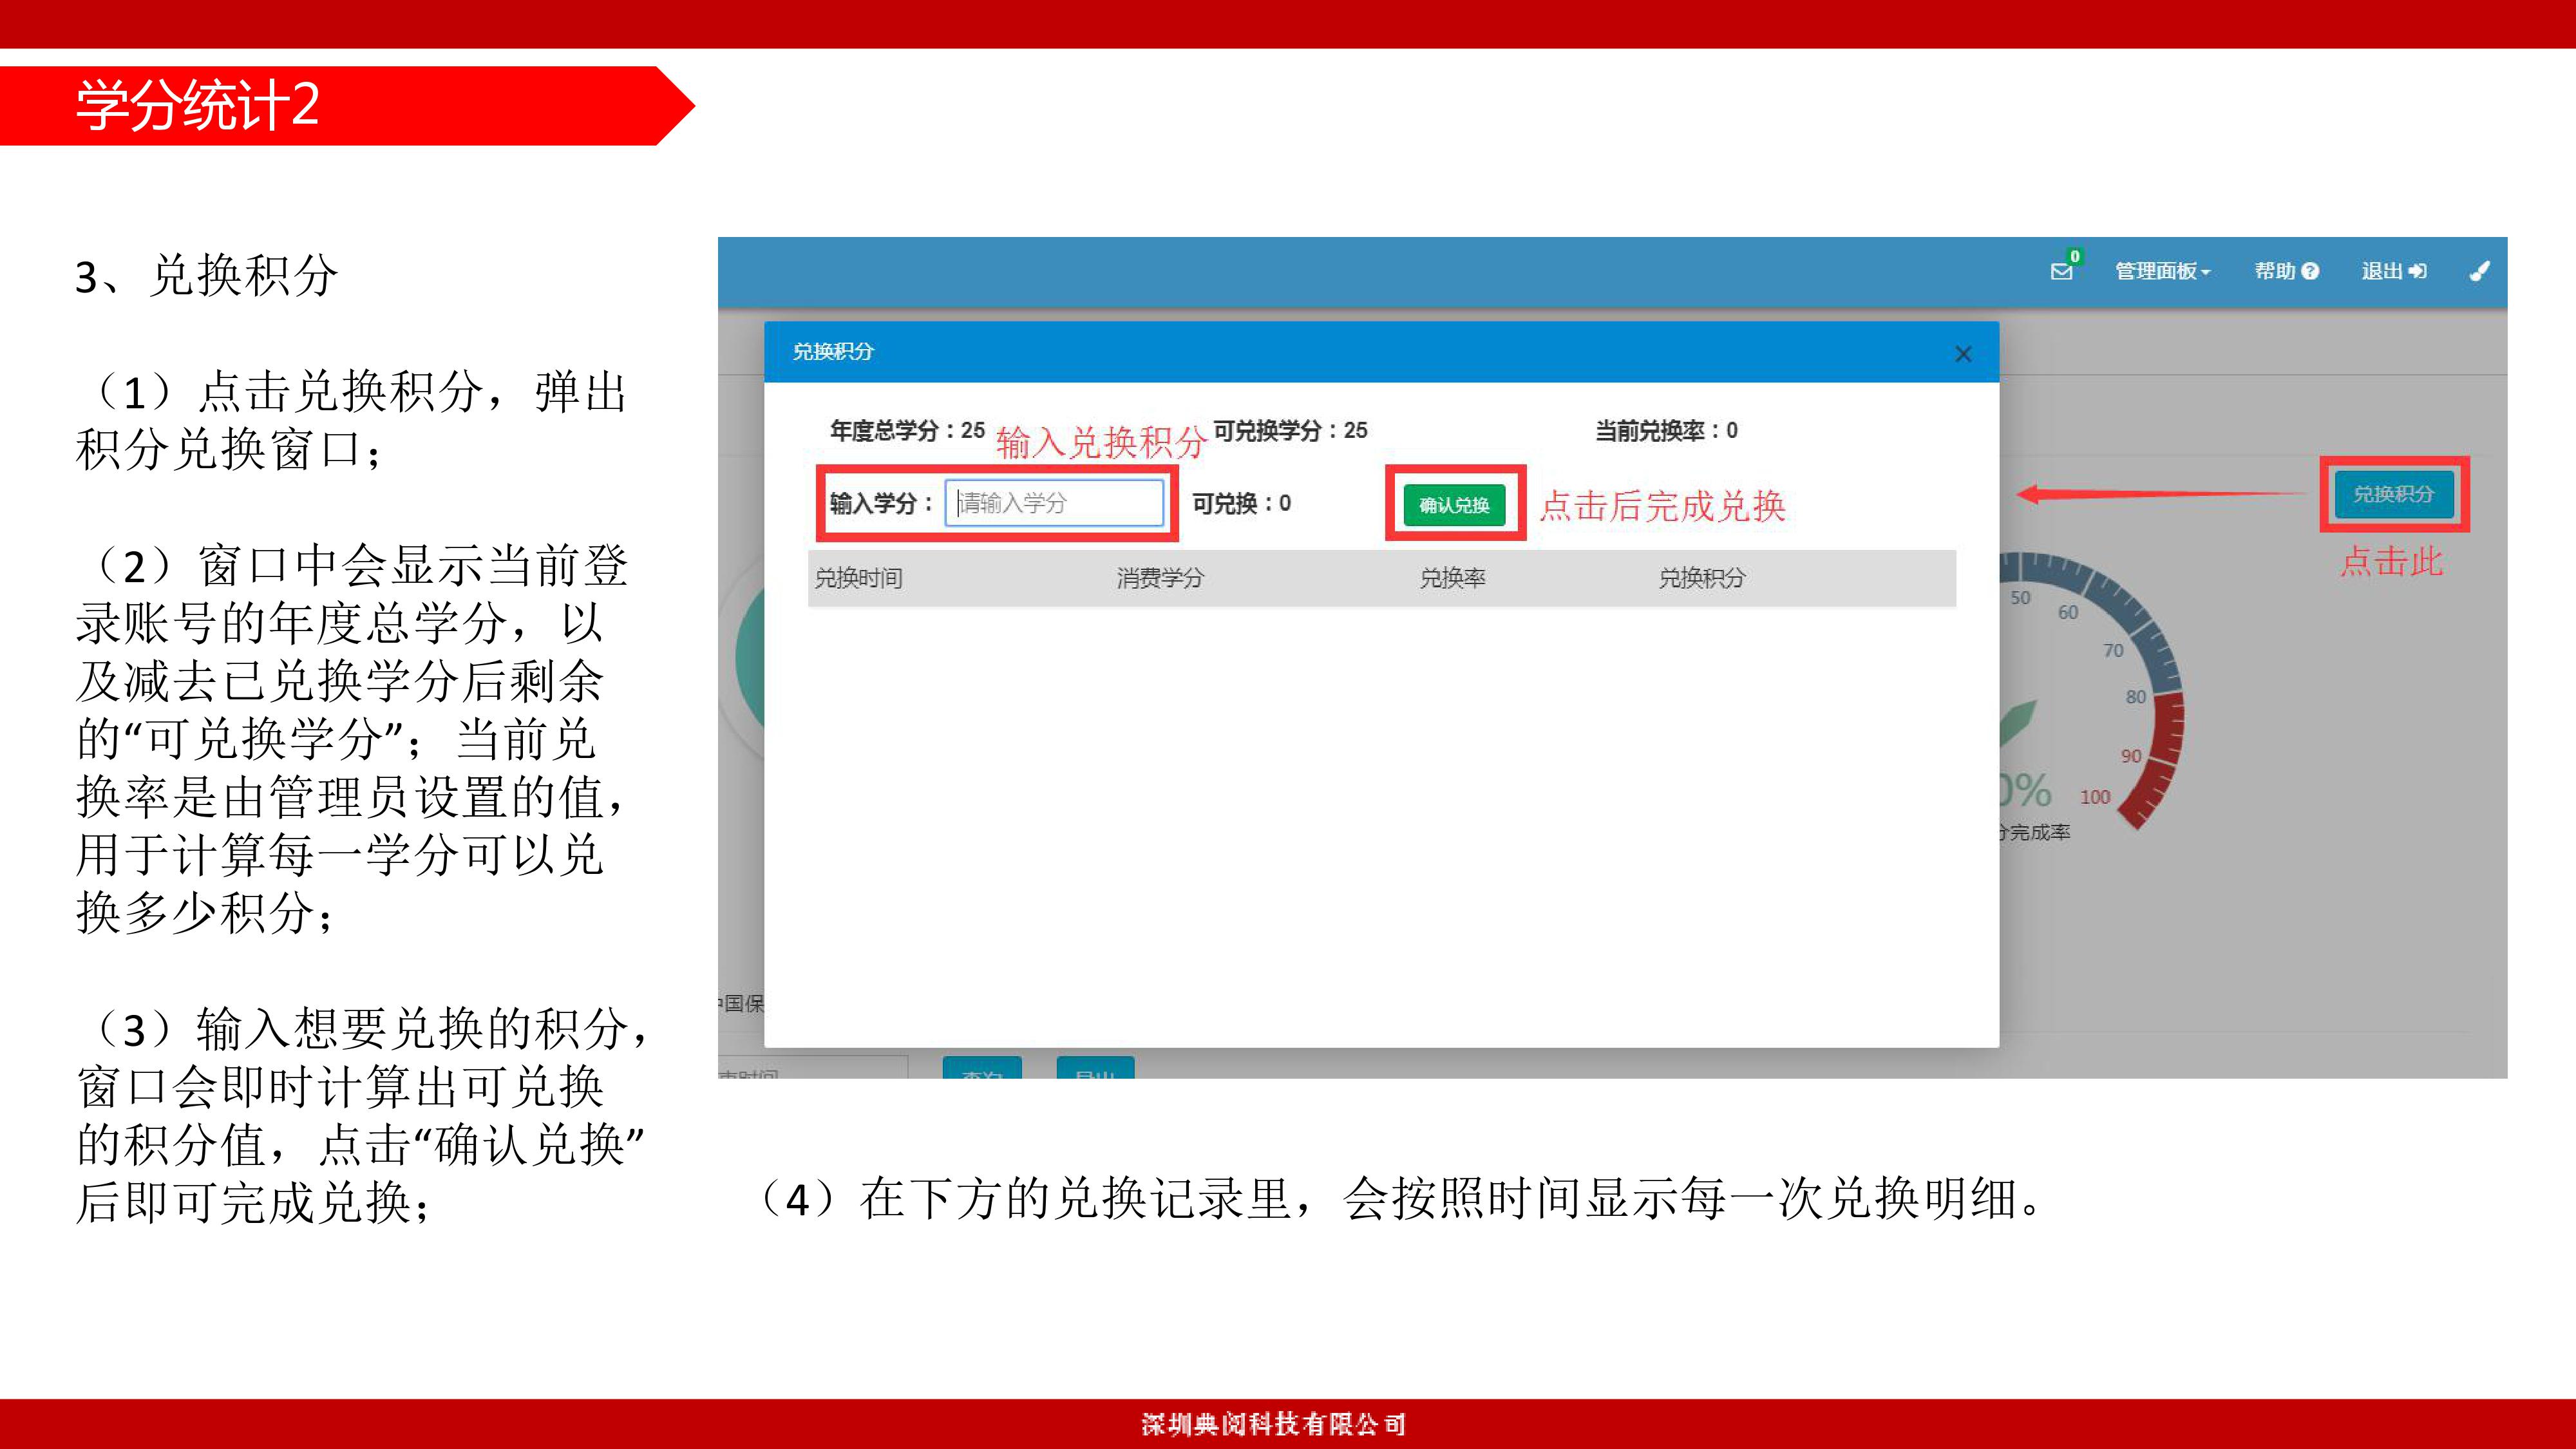 学分统计2
3、兑换积分
（1）点击兑换积分，弹出
积分兑换窗口；
（2）窗口中会显示当前登
录账号的年度总学分，以
及减去已兑换学分后剩余
的“可兑换学分”；当前兑
换率是由管理员设置的值，
用于计算每一学分可以兑
换多少积分；
（3）输入想要兑换的积分，
窗口会即时计算出可兑换
的积分值，点击“确认兑换”
后即可完成兑换；
0
管理面板 帮助 退出
兑换积分 ×
年度总学分：25 输入兑换积分 可兑换学分：25 当前兑换率：0
输入学分： 请输入学分 可兑换：0 确认兑换 点击后完成兑换
兑换积分
点击此
兑换时间 消费学分 兑换率 兑换积分
50
60
70
80
90
100
0%
分完成率
中国保
束时间 查询 导出
（4）在下方的兑换记录里，会按照时间显示每一次兑换明细。
深圳典阅科技有限公司